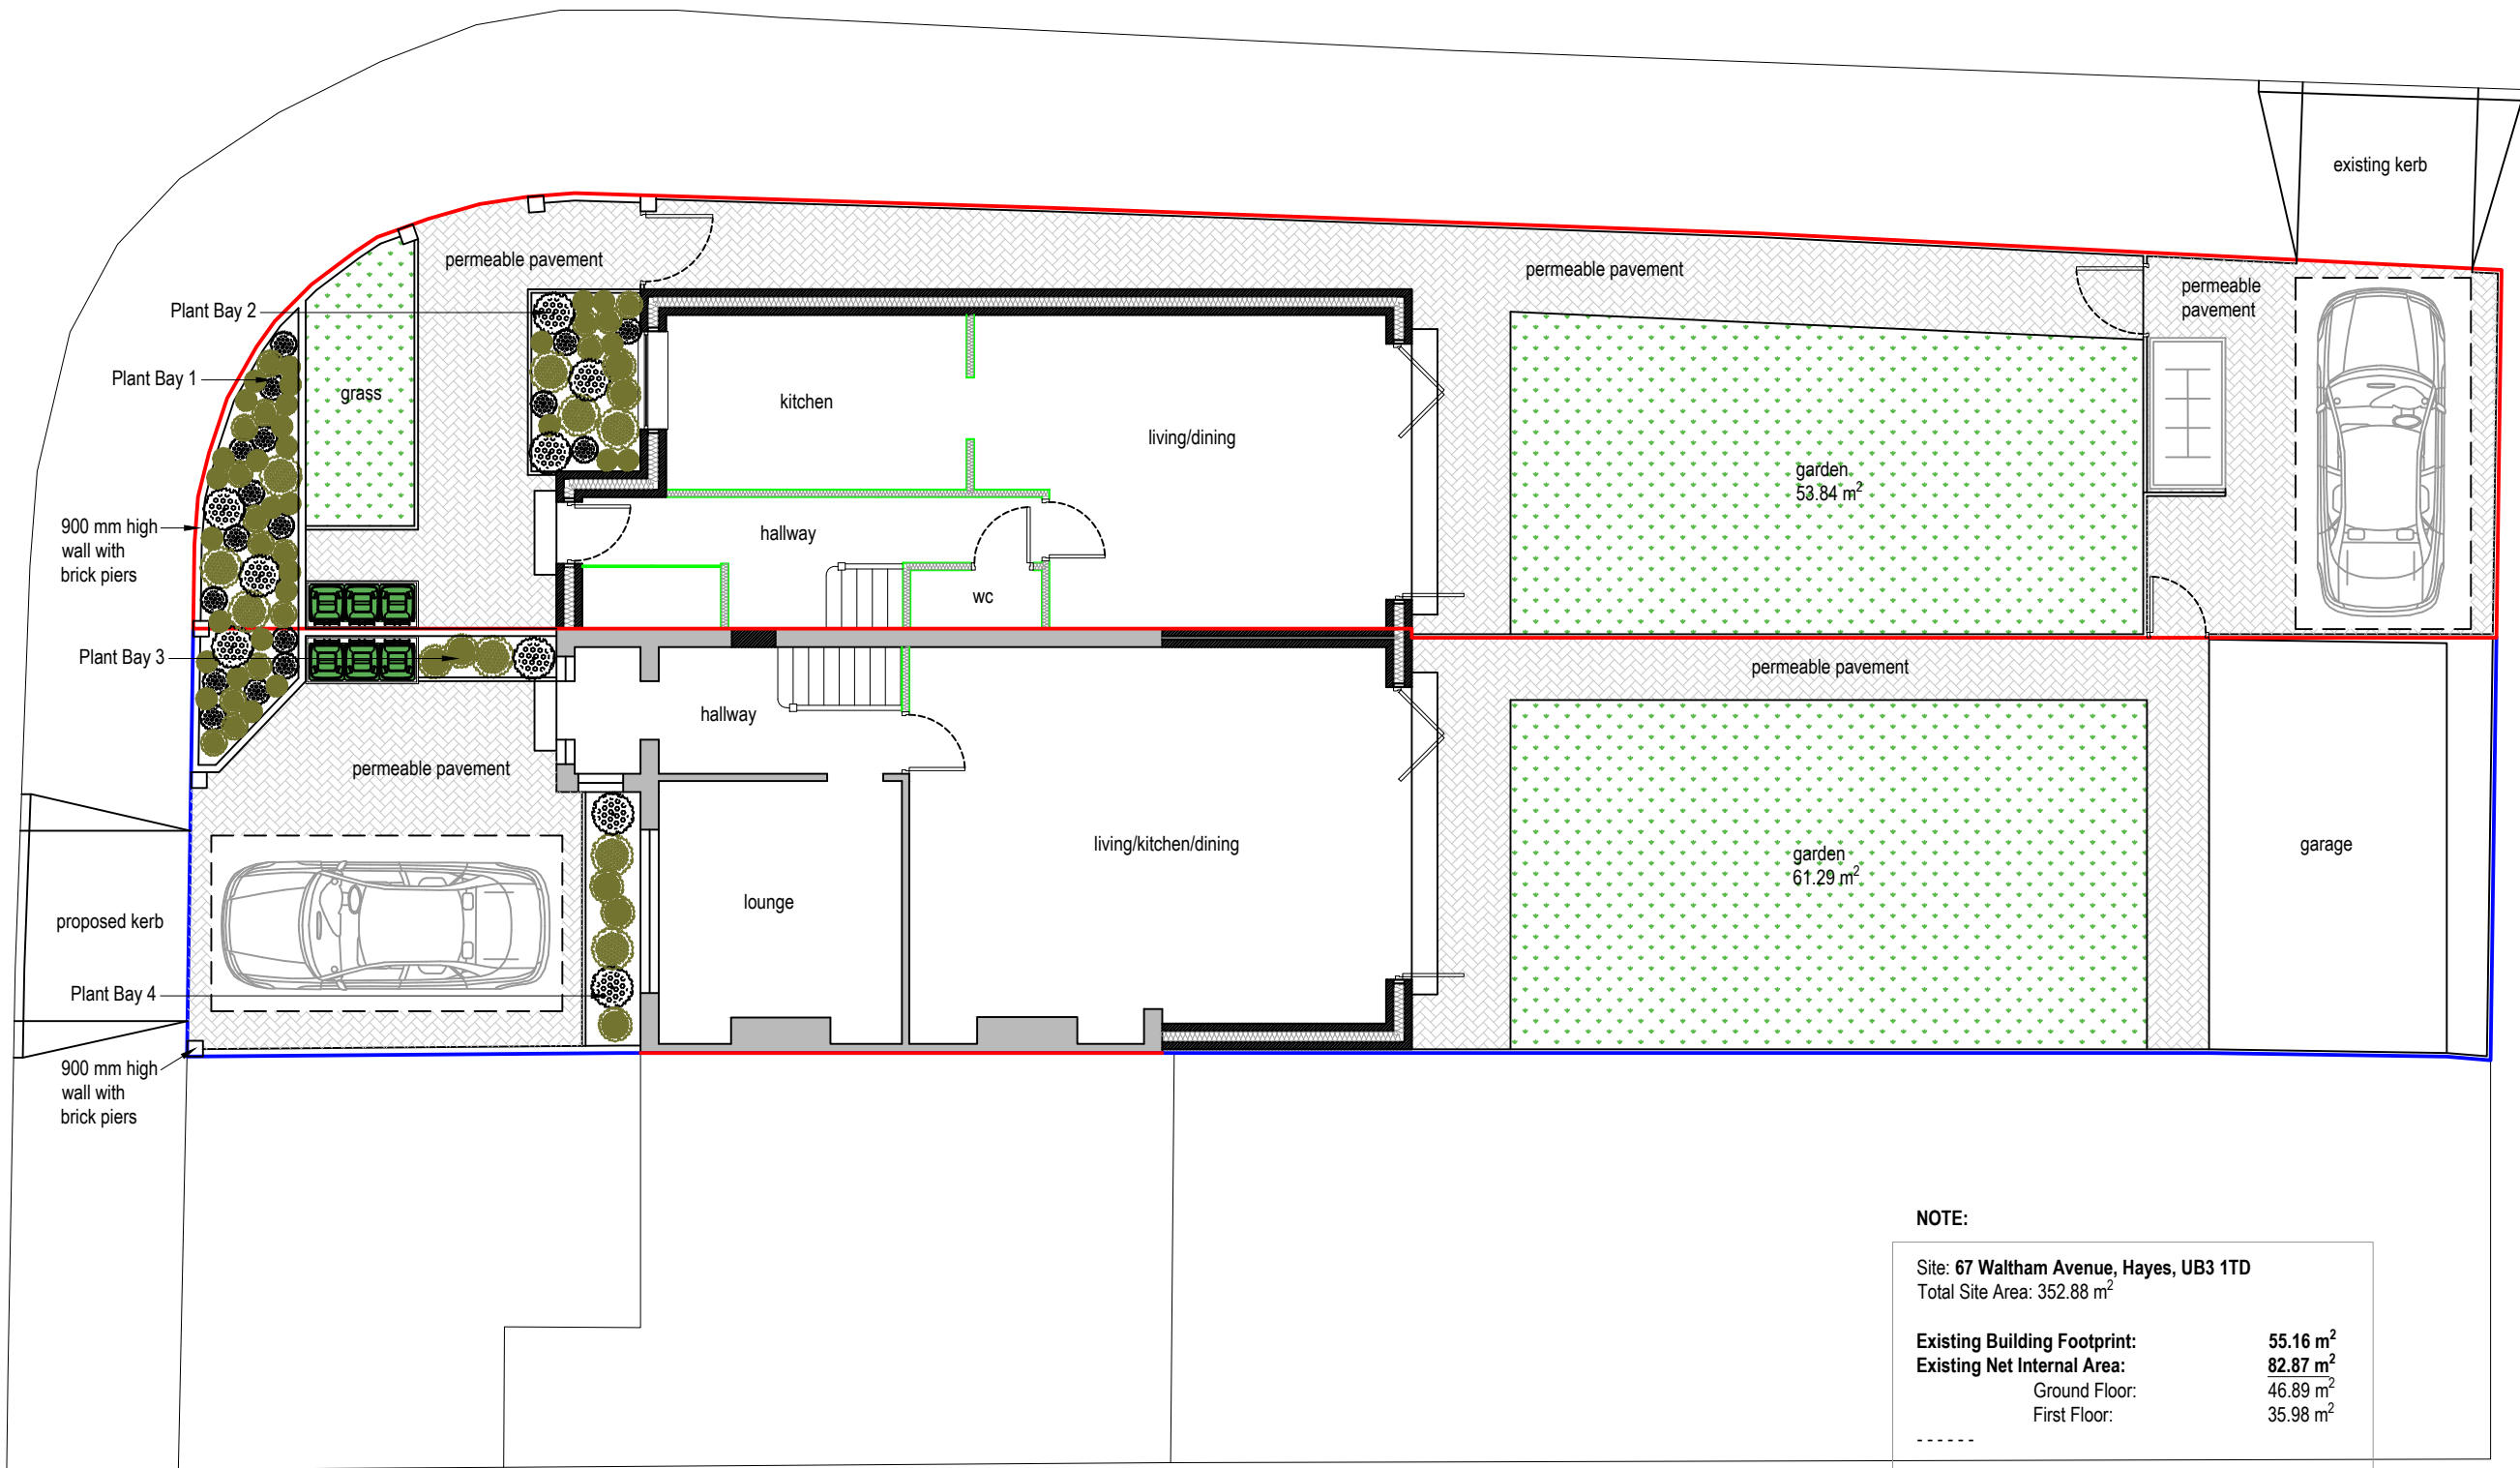 existing kerb
permeable pavement
permeable pavement
permeable
pavement
Plant Bay 2
Plant Bay 1
grass
kitchen
living/dining
garden
53.84 m²
900 mm high
wall with
brick piers
hallway
wc
Plant Bay 3
permeable pavement
hallway
permeable pavement
living/kitchen/dining
garden
61.29 m²
garage
lounge
proposed kerb
Plant Bay 4
900 mm high
wall with
brick piers
NOTE:
Site: 67 Waltham Avenue, Hayes, UB3 1TD
Total Site Area: 352.88 m²
Existing Building Footprint: 55.16 m²
Existing Net Internal Area: 82.87 m²
Ground Floor: 46.89 m²
First Floor: 35.98 m²
- - - - - -